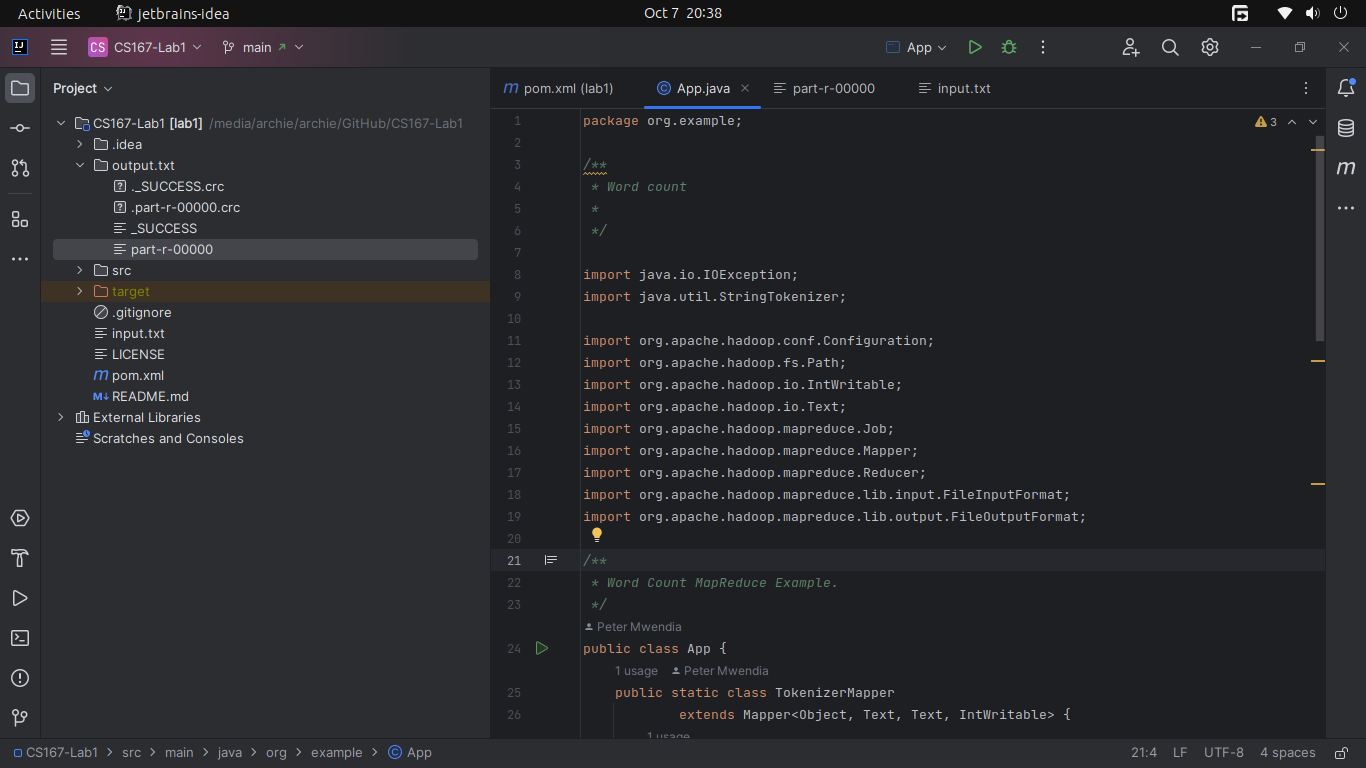 Activities jetbrains-idea Oct 7 20:38
CS CS167-Lab1 main App
Project
CS167-Lab1 [lab1] /media/archie/archie/GitHub/CS167-Lab1
.idea
output.txt
._SUCCESS.crc
.part-r-00000.crc
_SUCCESS
part-r-00000
src
target
.gitignore
input.txt
LICENSE
pom.xml
README.md
External Libraries
Scratches and Consoles
pom.xml (lab1) App.java part-r-00000 input.txt
3
1 package org.example;
2
3 /**
4 * Word count
5 *
6 */
7
8 import java.io.IOException;
9 import java.util.StringTokenizer;
10
11 import org.apache.hadoop.conf.Configuration;
12 import org.apache.hadoop.fs.Path;
13 import org.apache.hadoop.io.IntWritable;
14 import org.apache.hadoop.io.Text;
15 import org.apache.hadoop.mapreduce.Job;
16 import org.apache.hadoop.mapreduce.Mapper;
17 import org.apache.hadoop.mapreduce.Reducer;
18 import org.apache.hadoop.mapreduce.lib.input.FileInputFormat;
19 import org.apache.hadoop.mapreduce.lib.output.FileOutputFormat;
20
21 /**
22 * Word Count MapReduce Example.
23 */
Peter Mwendia
24 public class App {
1 usage Peter Mwendia
25 public static class TokenizerMapper
26 extends Mapper<Object, Text, Text, IntWritable> {
1 usage
CS167-Lab1 > src > main > java > org > example > App 21:4 LF UTF-8 4 spaces